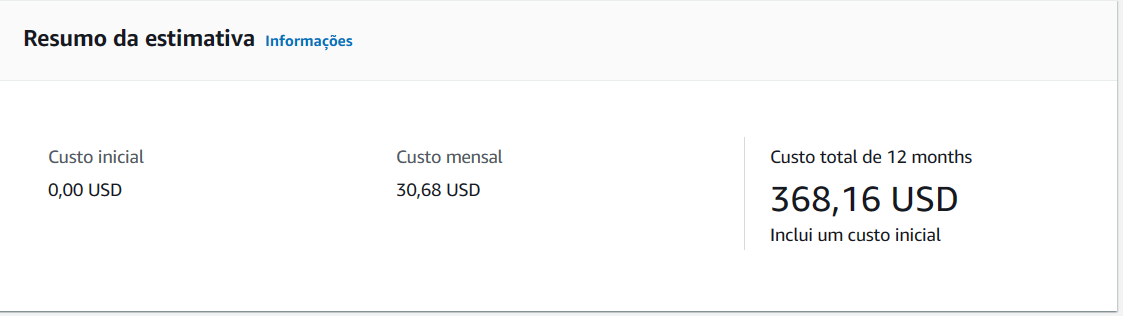 Resumo da estimativa Informações
Custo inicial
0,00 USD
Custo mensal
30,68 USD
Custo total de 12 months
368,16 USD
Inclui um custo inicial